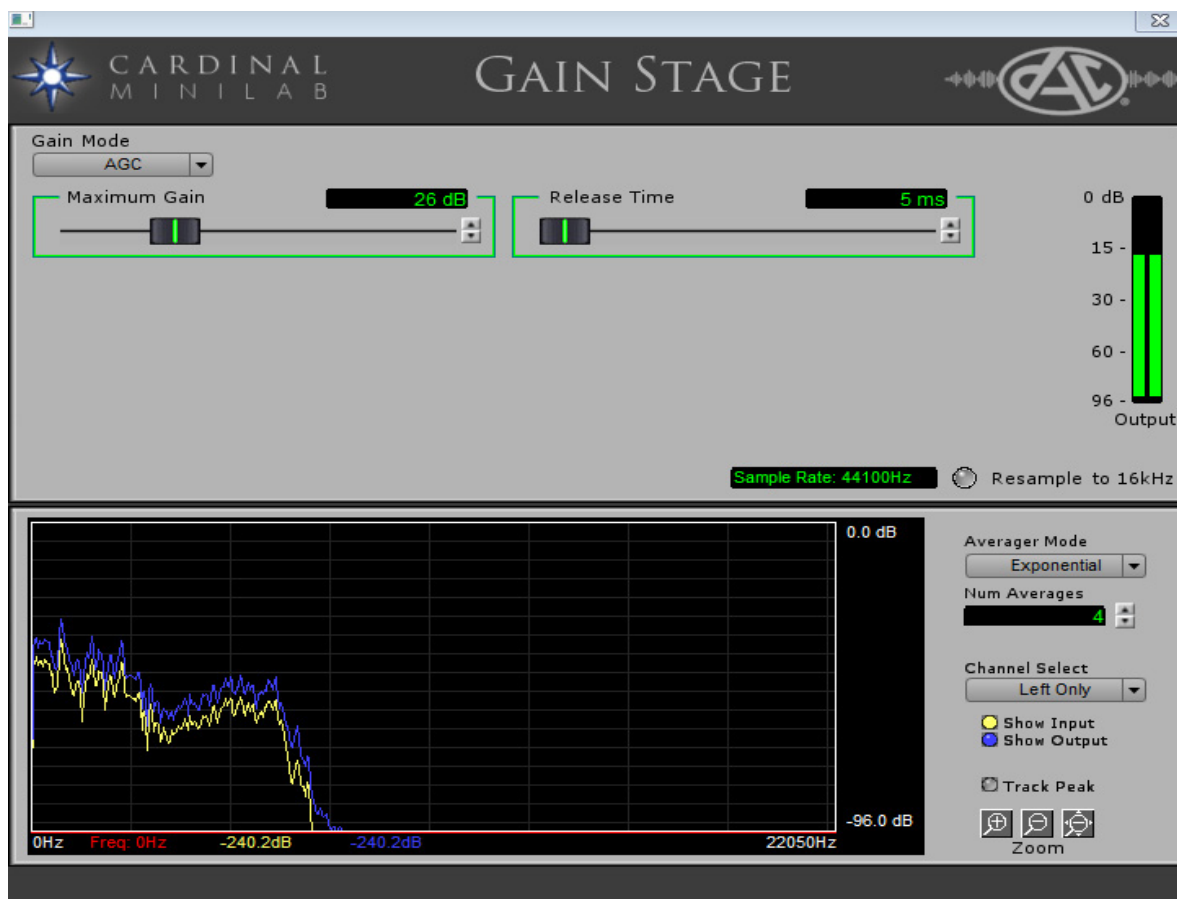 CARDINAL
MINILAB
GAIN STAGE
DAC
Gain Mode
AGC
Maximum Gain
26 dB
Release Time
5 ms
0 dB
15 -
30 -
60 -
96 -
Output
Sample Rate: 44100Hz
Resample to 16kHz
0.0 dB
-96.0 dB
0Hz
Freq: 0Hz
-240.2dB
-240.2dB
22050Hz
Averager Mode
Exponential
Num Averages
4
Channel Select
Left Only
Show Input
Show Output
Track Peak
Zoom